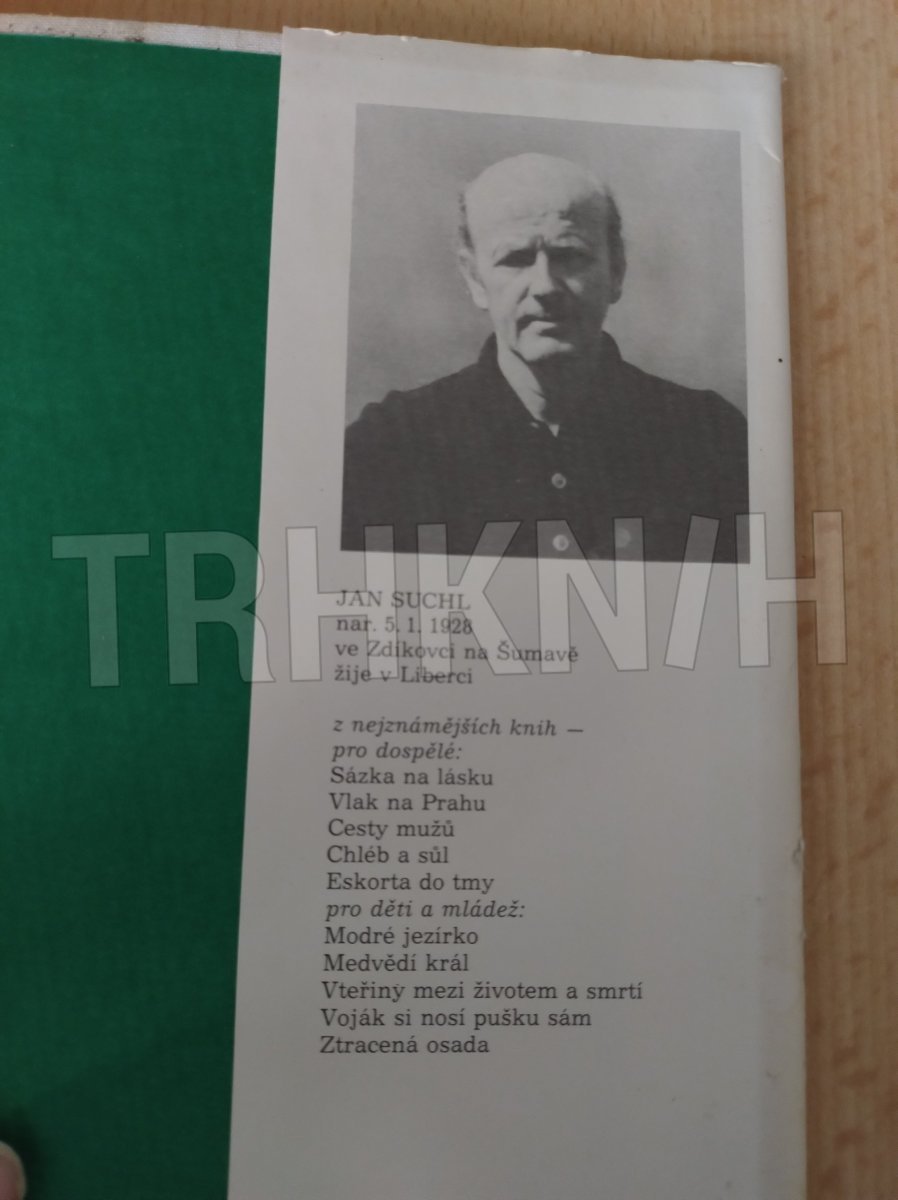 TRHKN/H
JAN SUCHL
nar. 5. 1. 1928
ve Zdíkovci na Šumavě
žije v Liberci
z nejznámějších knih —
pro dospělé:
Sázka na lásku
Vlak na Prahu
Cesty mužů
Chléb a sůl
Eskorta do tmy
pro děti a mládež:
Modré jezírko
Medvědí král
Vteřiny mezi životem a smrtí
Voják si nosí pušku sám
Ztracená osada